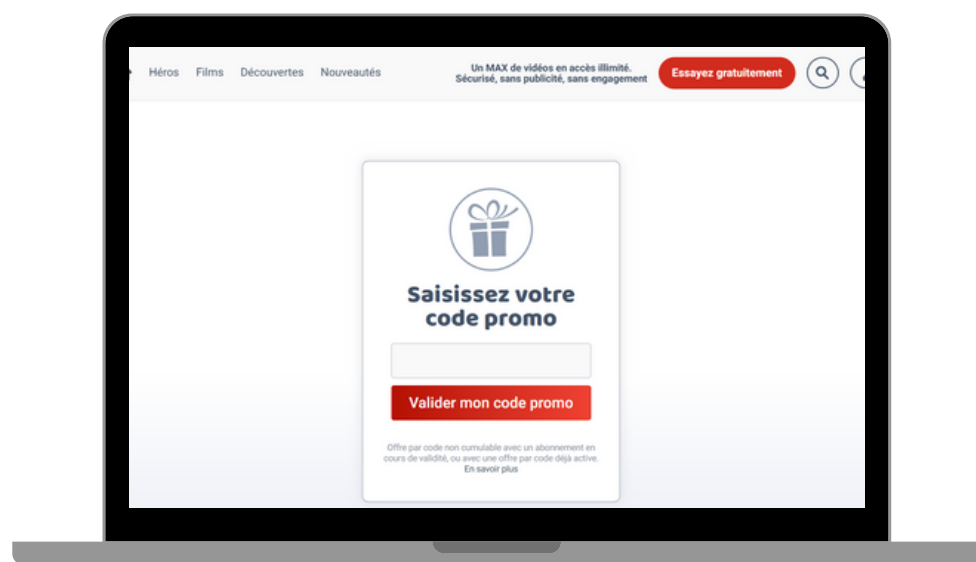 Héros Films Découvertes Nouveautés
Un MAX de vidéos en accès illimité.
Sécurisé, sans publicité, sans engagement
Essayez gratuitement
Saisissez votre
code promo
Valider mon code promo
Offre par code non cumulable avec un abonnement en
cours de validité, ou avec une offre par code déjà active.
En savoir plus